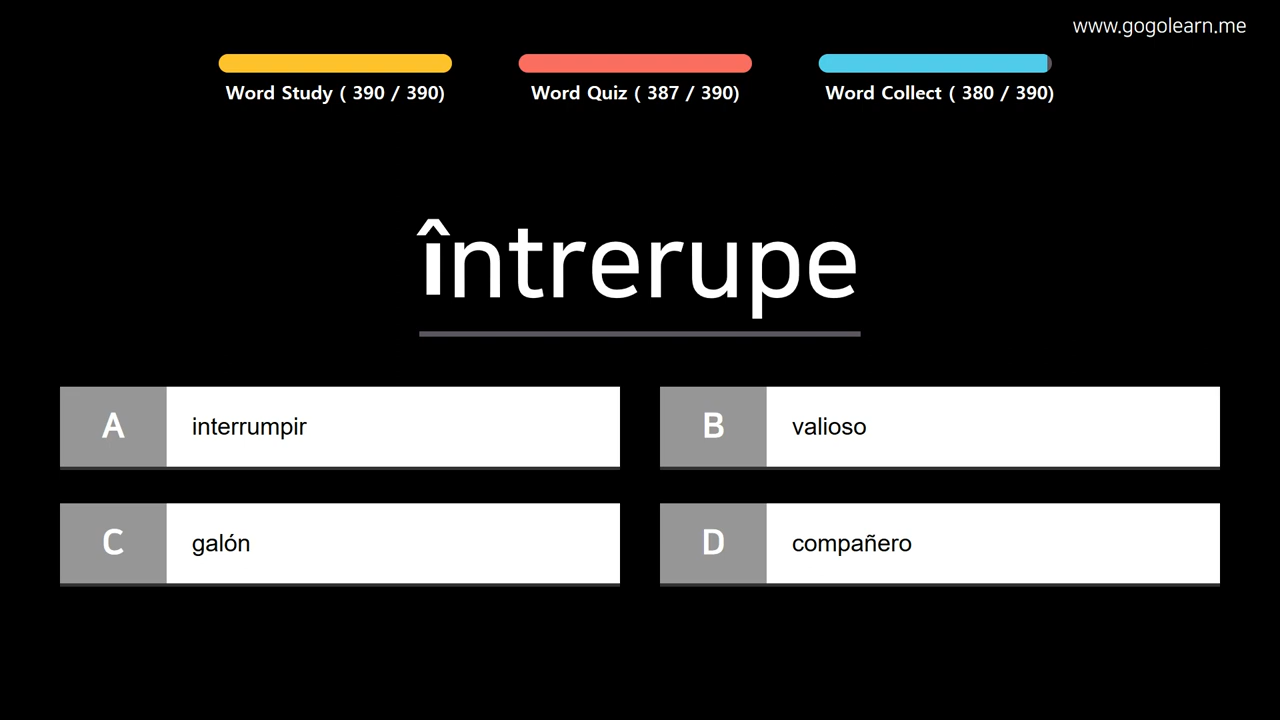 www.gogolearn.me
Word Study ( 390 / 390)
Word Quiz ( 387 / 390)
Word Collect ( 380 / 390)
întrerupe
A interrumpir
B valioso
C galón
D compañero